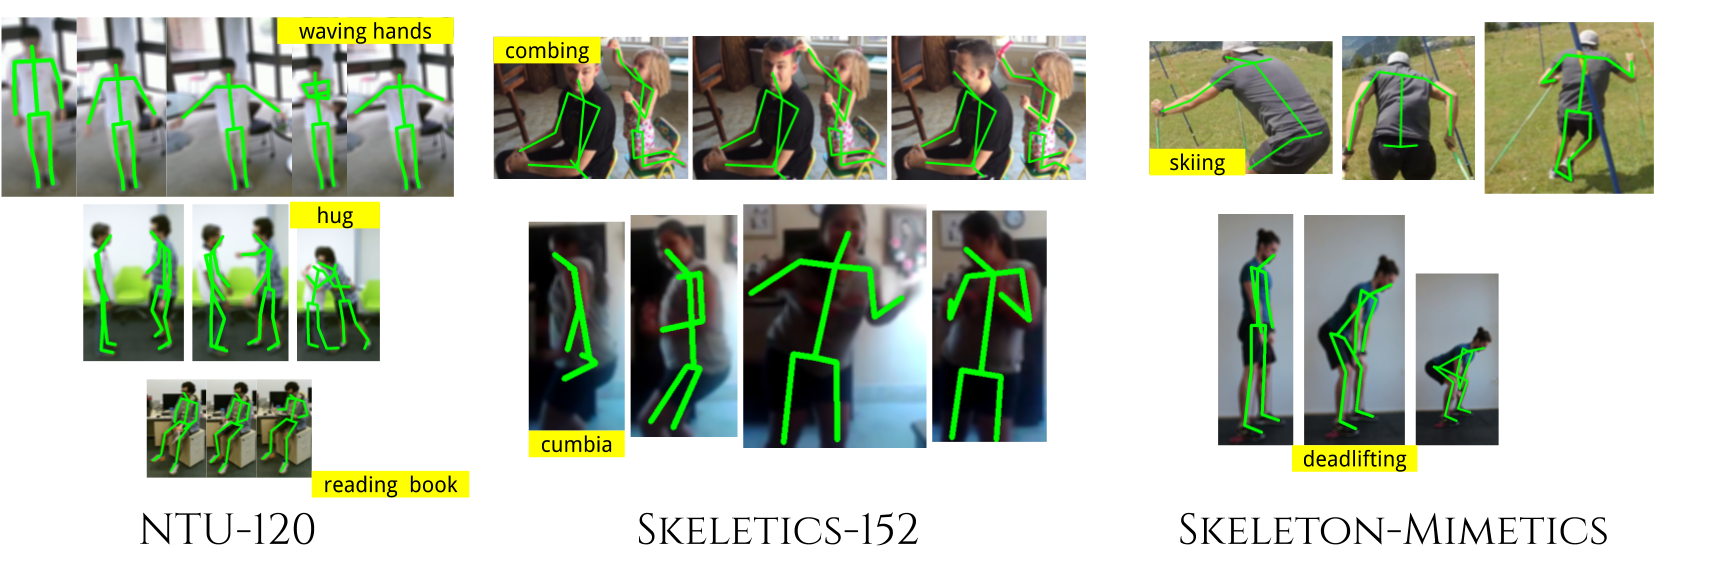 waving hands
hug
reading book
NTU-120
combing
cumbia
SKELETICS-152
skiing
deadlifting
SKELETON-MIMETICS